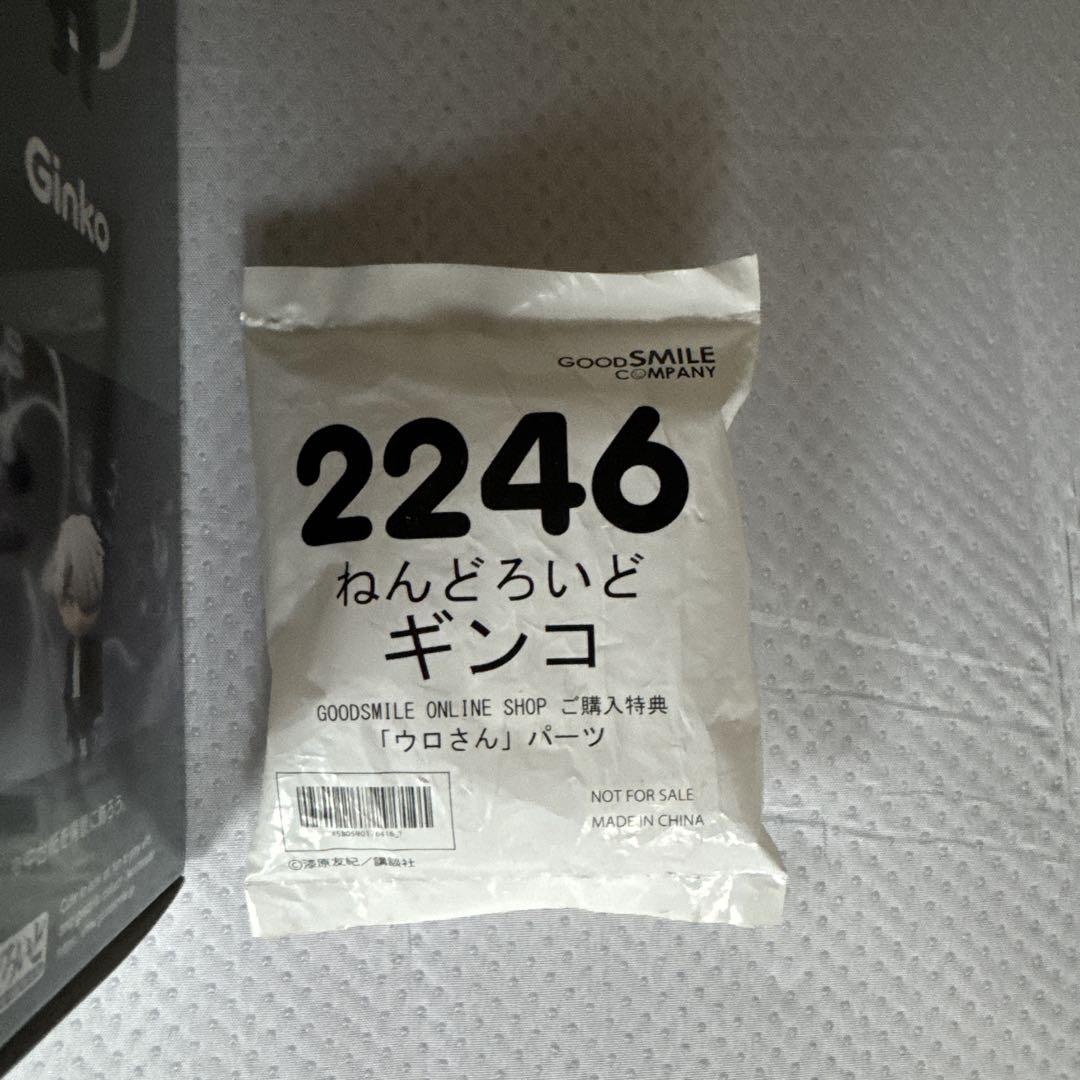 Ginko
GOODSMILE
COMPANY
2246
ねんどろいど
ギンコ
GOODSMILE ONLINE SHOP ご購入特典
「ウロさん」パーツ
NOT FOR SALE
MADE IN CHINA
©漆原友紀/講談社